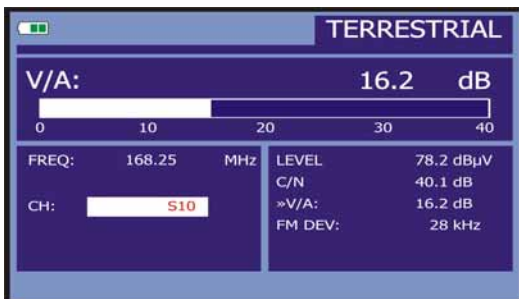 TERRESTRIAL
V/A: 16.2 dB
0 10 20 30 40
FREQ: 168.25 MHz
CH: S10
LEVEL 78.2 dBµV
C/N 40.1 dB
»V/A: 16.2 dB
FM DEV: 28 kHz